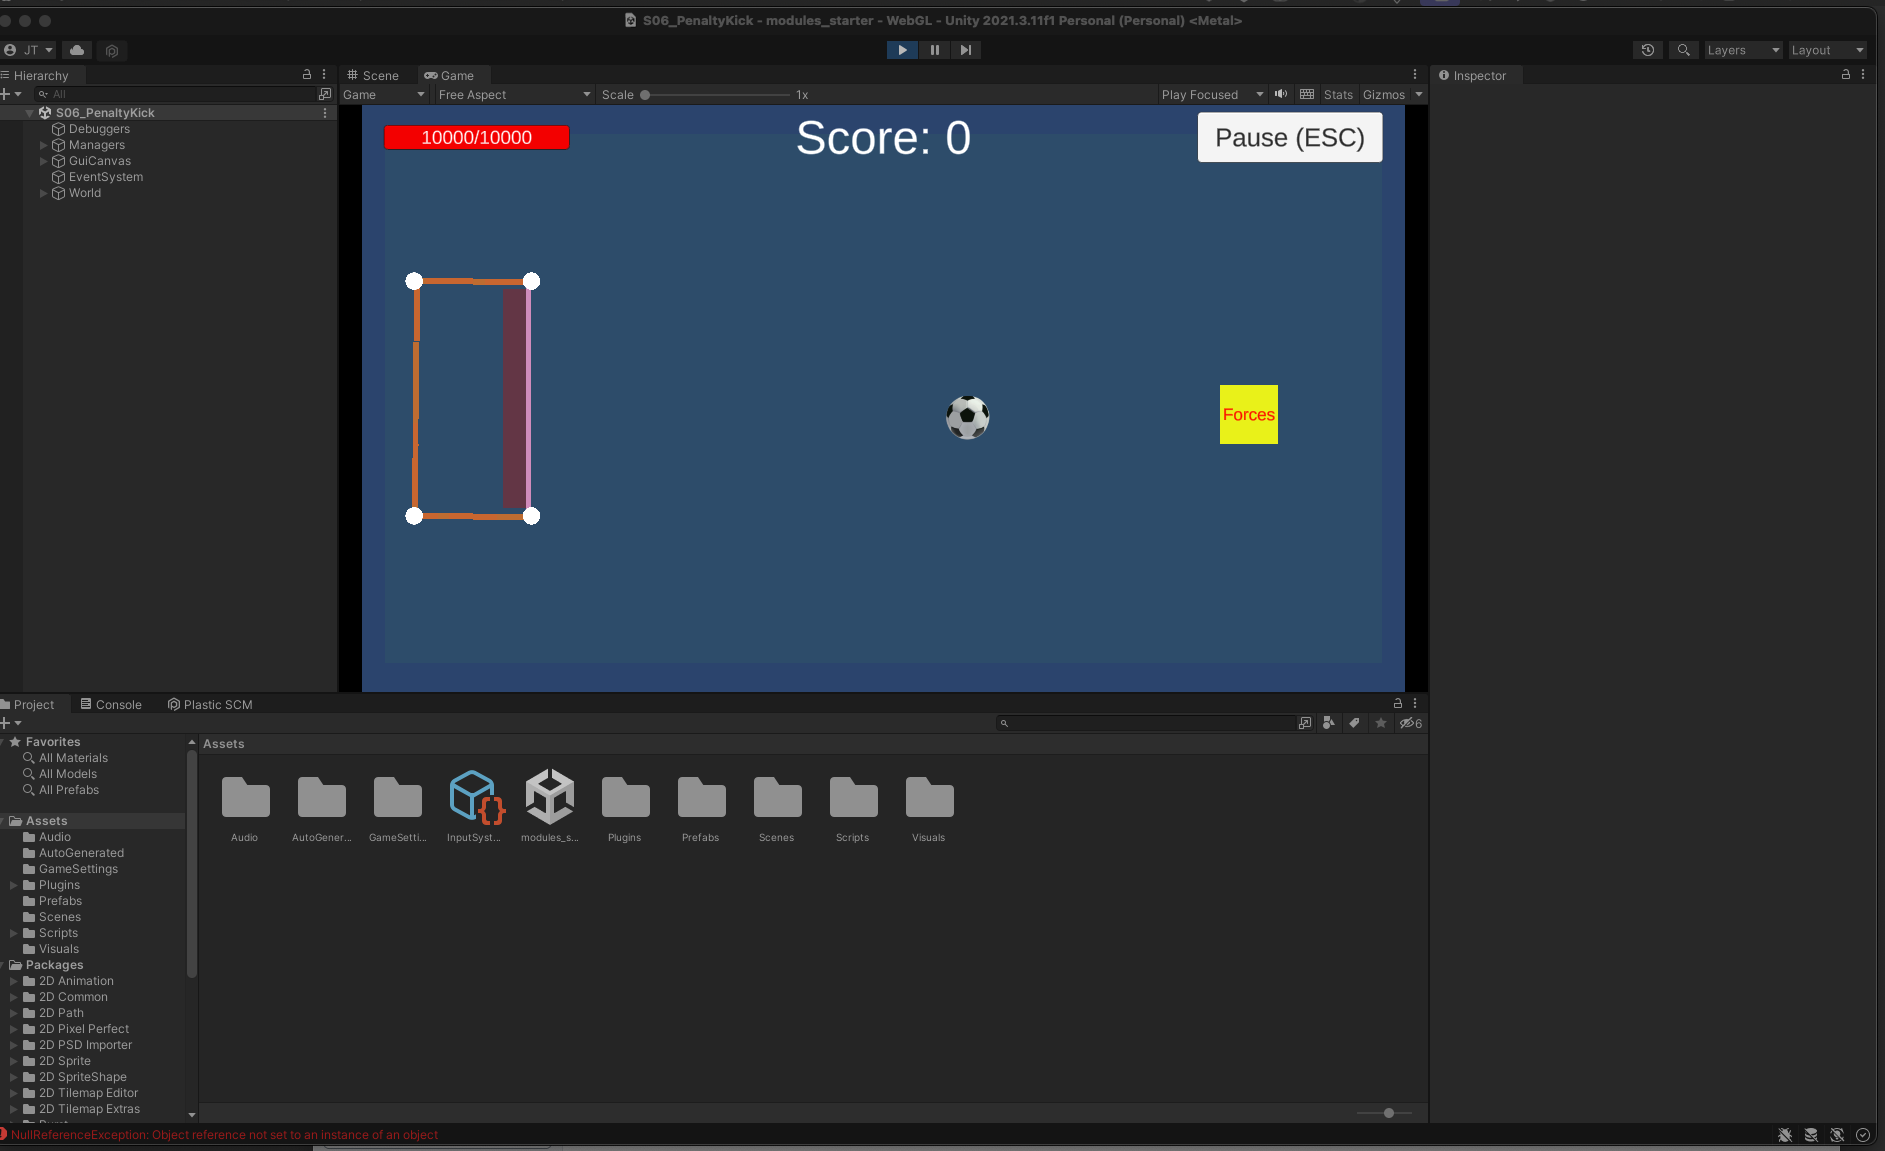 S06_PenaltyKick - modules_starter - WebGL - Unity 2021.3.11f1 Personal (Personal) <Metal>
JT
Layers
Layout
Hierarchy
All
S06_PenaltyKick
Debuggers
Managers
GuiCanvas
EventSystem
World
Scene
Game
Game
Free Aspect
Scale
1x
Play Focused
Stats
Gizmos
10000/10000
Score: 0
Pause (ESC)
Forces
Inspector
Project
Console
Plastic SCM
6
Favorites
All Materials
All Models
All Prefabs
Assets
Audio
AutoGenerated
GameSettings
Plugins
Prefabs
Scenes
Scripts
Visuals
Packages
2D Animation
2D Common
2D Path
2D Pixel Perfect
2D PSD Importer
2D Sprite
2D SpriteShape
2D Tilemap Editor
2D Tilemap Extras
Assets
Audio
AutoGener...
GameSetti...
InputSyst...
modules_s...
Plugins
Prefabs
Scenes
Scripts
Visuals
NullReferenceException: Object reference not set to an instance of an object